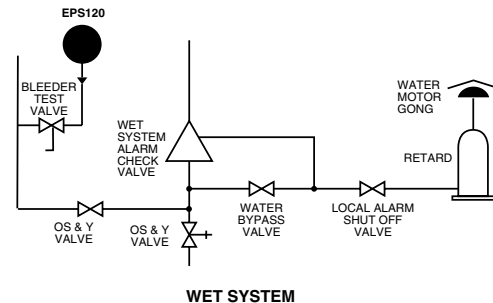 EPS120
BLEEDER
TEST
VALVE
WET
SYSTEM
ALARM
CHECK
VALVE
WATER
MOTOR
GONG
RETARD
OS & Y
VALVE
OS & Y
VALVE
WATER
BYPASS
VALVE
LOCAL ALARM
SHUT OFF
VALVE
WET SYSTEM